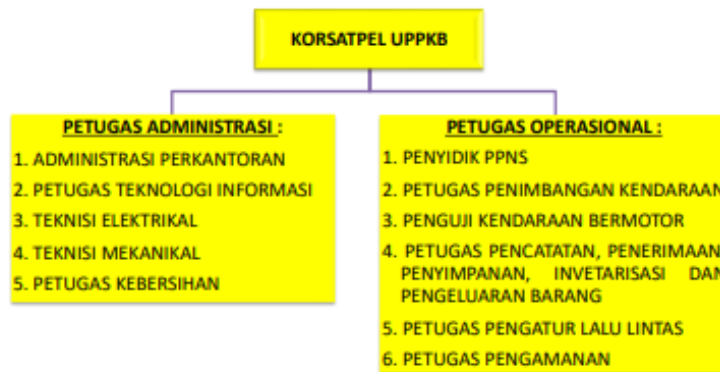 KORSATPEL UPPKB
PETUGAS ADMINISTRASI :
1. ADMINISTRASI PERKANTORAN
2. PETUGAS TEKNOLOGI INFORMASI
3. TEKNISI ELEKTRIKAL
4. TEKNISI MEKANIKAL
5. PETUGAS KEBERSIHAN
PETUGAS OPERASIONAL :
1. PENYIDIK PPNS
2. PETUGAS PENIMBANGAN KENDARAAN
3. PENGUJI KENDARAAN BERMOTOR
4. PETUGAS PENCATATAN, PENERIMAAN
PENYIMPANAN, INVETARISASI DAN
PENGELUARAN BARANG
5. PETUGAS PENGATUR LALU LINTAS
6. PETUGAS PENGAMANAN